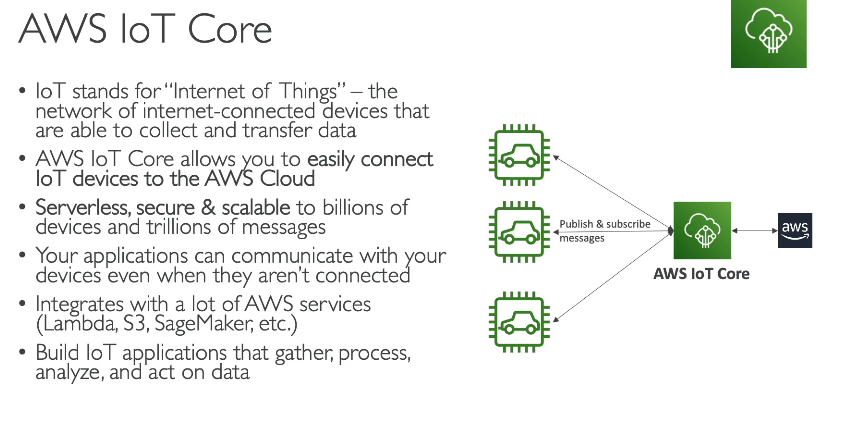 AWS IoT Core
• IoT stands for “Internet of Things” – the
network of internet-connected devices that
are able to collect and transfer data
• AWS IoT Core allows you to easily connect
IoT devices to the AWS Cloud
• Serverless, secure & scalable to billions of
devices and trillions of messages
• Your applications can communicate with your
devices even when they aren’t connected
• Integrates with a lot of AWS services
(Lambda, S3, SageMaker, etc.)
• Build IoT applications that gather, process,
analyze, and act on data
Publish & subscribe
messages
AWS IoT Core
aws